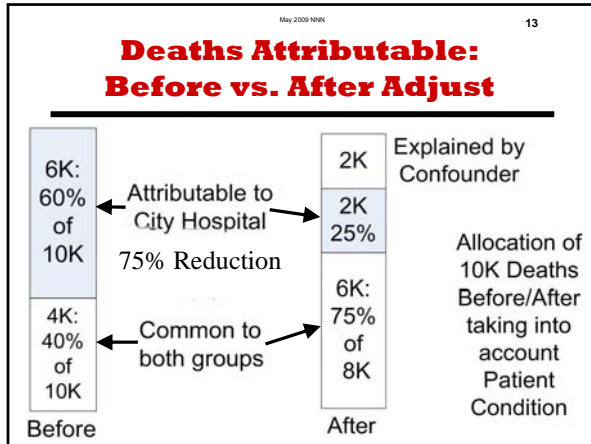 May 2009 NNN
13
Deaths Attributable:
Before vs. After Adjust
6K:
60%
of
10K
4K:
40%
of
10K
Before
Attributable to
City Hospital
75% Reduction
Common to
both groups
2K
2K
25%
6K:
75%
of
8K
After
Explained by
Confounder
Allocation of
10K Deaths
Before/After
taking into
account
Patient
Condition